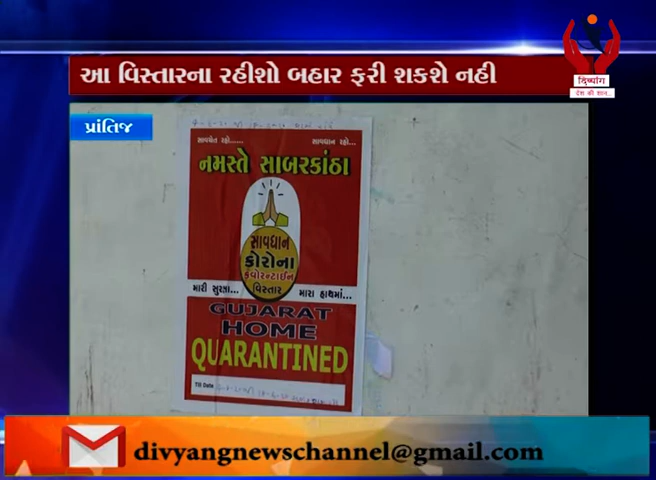 આ વિસ્તારના રહીશો બહાર ફરી શકશે નહી
દિવ્યાંગ
देश की शान..
પ્રાંતિજ
સાવચેત રહો......
સાવધાન રહો...
નમસ્તે સાબરકાંઠા
સાવધાન
કોરોના
કવોરન્ટાઈન
વિસ્તાર
મારી સુરક્ષા...
મારા હાથમાં...
GUJARAT
HOME
QUARANTINED
Till Date
divyangnewschannel@gmail.com